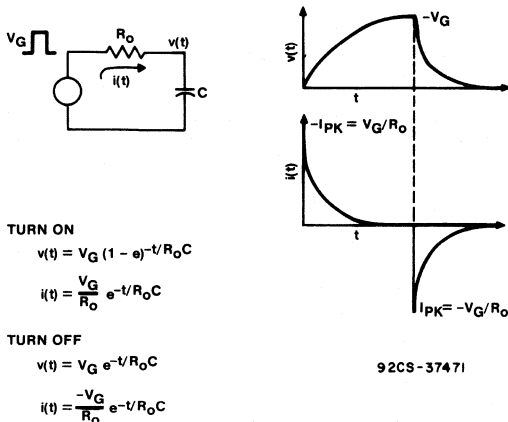 VG
Ro
v(t)
i(t)
C
TURN ON
v(t) = VG (1 − e)−t/RoC
i(t) = VG/Ro e−t/RoC
TURN OFF
v(t) = VG e−t/RoC
i(t) = −VG/Ro e−t/RoC
v(t)
−VG
t
i(t)
−IPK = VG/Ro
t
IPK = −VG/Ro
92CS-37471